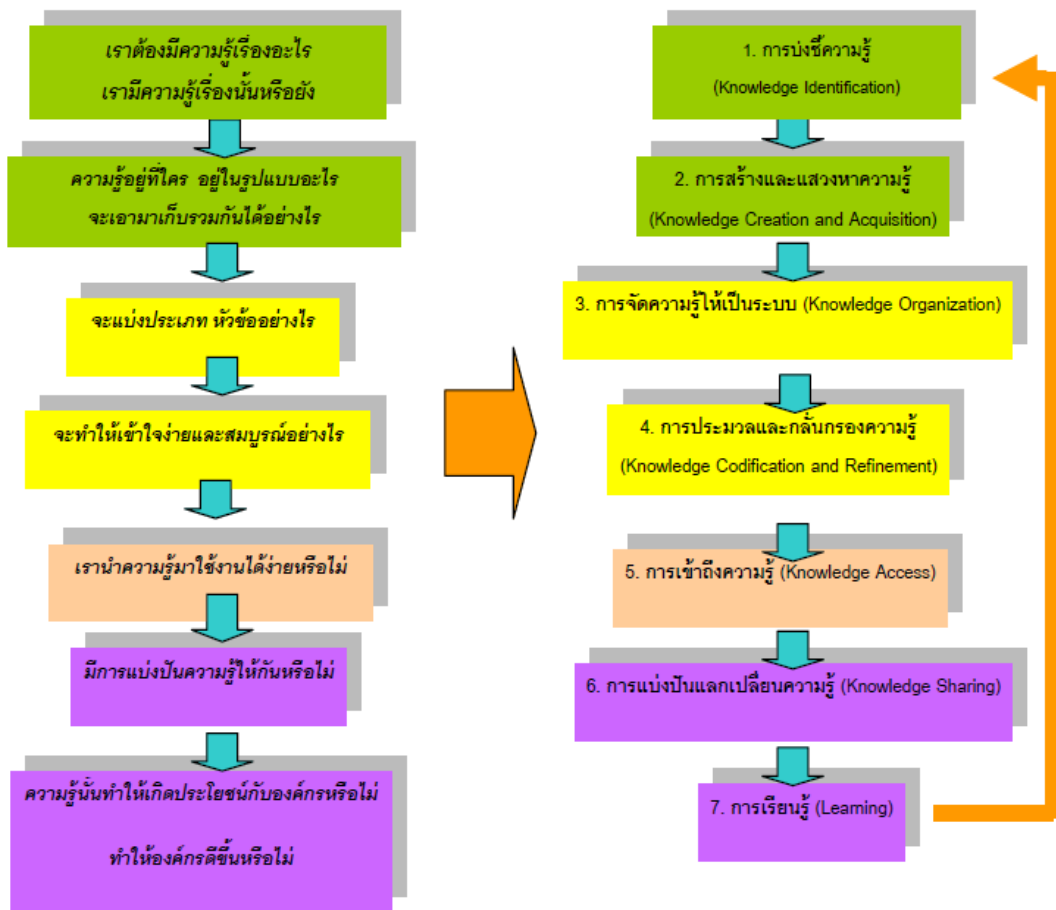 เราต้องมีความรู้เรื่องอะไร
เรามีความรู้เรื่องนั้นหรือยัง
ความรู้อยู่ที่ใคร อยู่ในรูปแบบอะไร
จะเอามาเก็บรวมกันได้อย่างไร
จะแบ่งประเภท หัวข้ออย่างไร
จะทำให้เข้าใจง่ายและสมบูรณ์อย่างไร
เรานำความรู้มาใช้งานได้ง่ายหรือไม่
มีการแบ่งปันความรู้ให้กันหรือไม่
ความรู้นั้นทำให้เกิดประโยชน์กับองค์กรหรือไม่
ทำให้องค์กรดีขึ้นหรือไม่
1. การบ่งชี้ความรู้
(Knowledge Identification)
2. การสร้างและแสวงหาความรู้
(Knowledge Creation and Acquisition)
3. การจัดความรู้ให้เป็นระบบ (Knowledge Organization)
4. การประมวลและกลั่นกรองความรู้
(Knowledge Codification and Refinement)
5. การเข้าถึงความรู้ (Knowledge Access)
6. การแบ่งปันแลกเปลี่ยนความรู้ (Knowledge Sharing)
7. การเรียนรู้ (Learning)